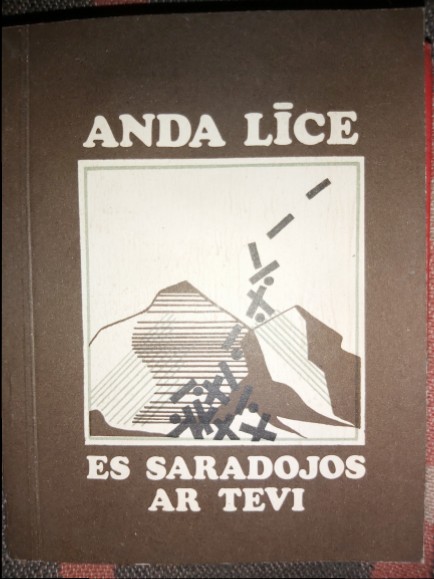 ANDA LĪCE
ES SARADOJOS
AR TEVI